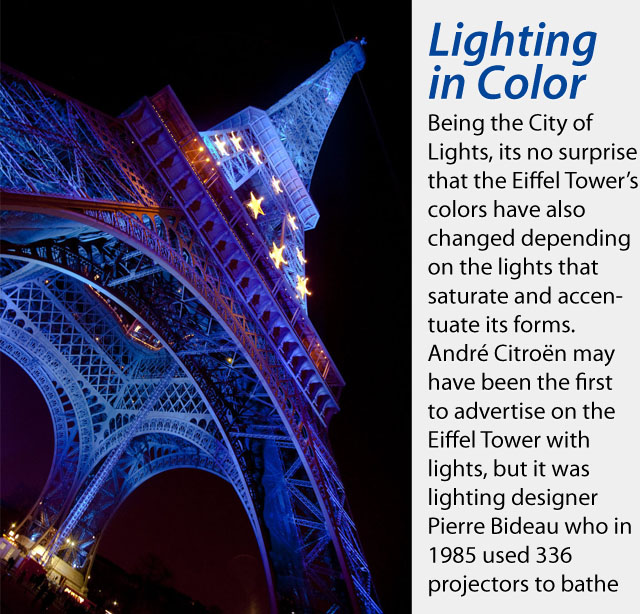 Lighting
in Color
Being the City of
Lights, its no surprise
that the Eiffel Tower’s
colors have also
changed depending
on the lights that
saturate and accen-
tuate its forms.
André Citroën may
have been the first
to advertise on the
Eiffel Tower with
lights, but it was
lighting designer
Pierre Bideau who in
1985 used 336
projectors to bathe